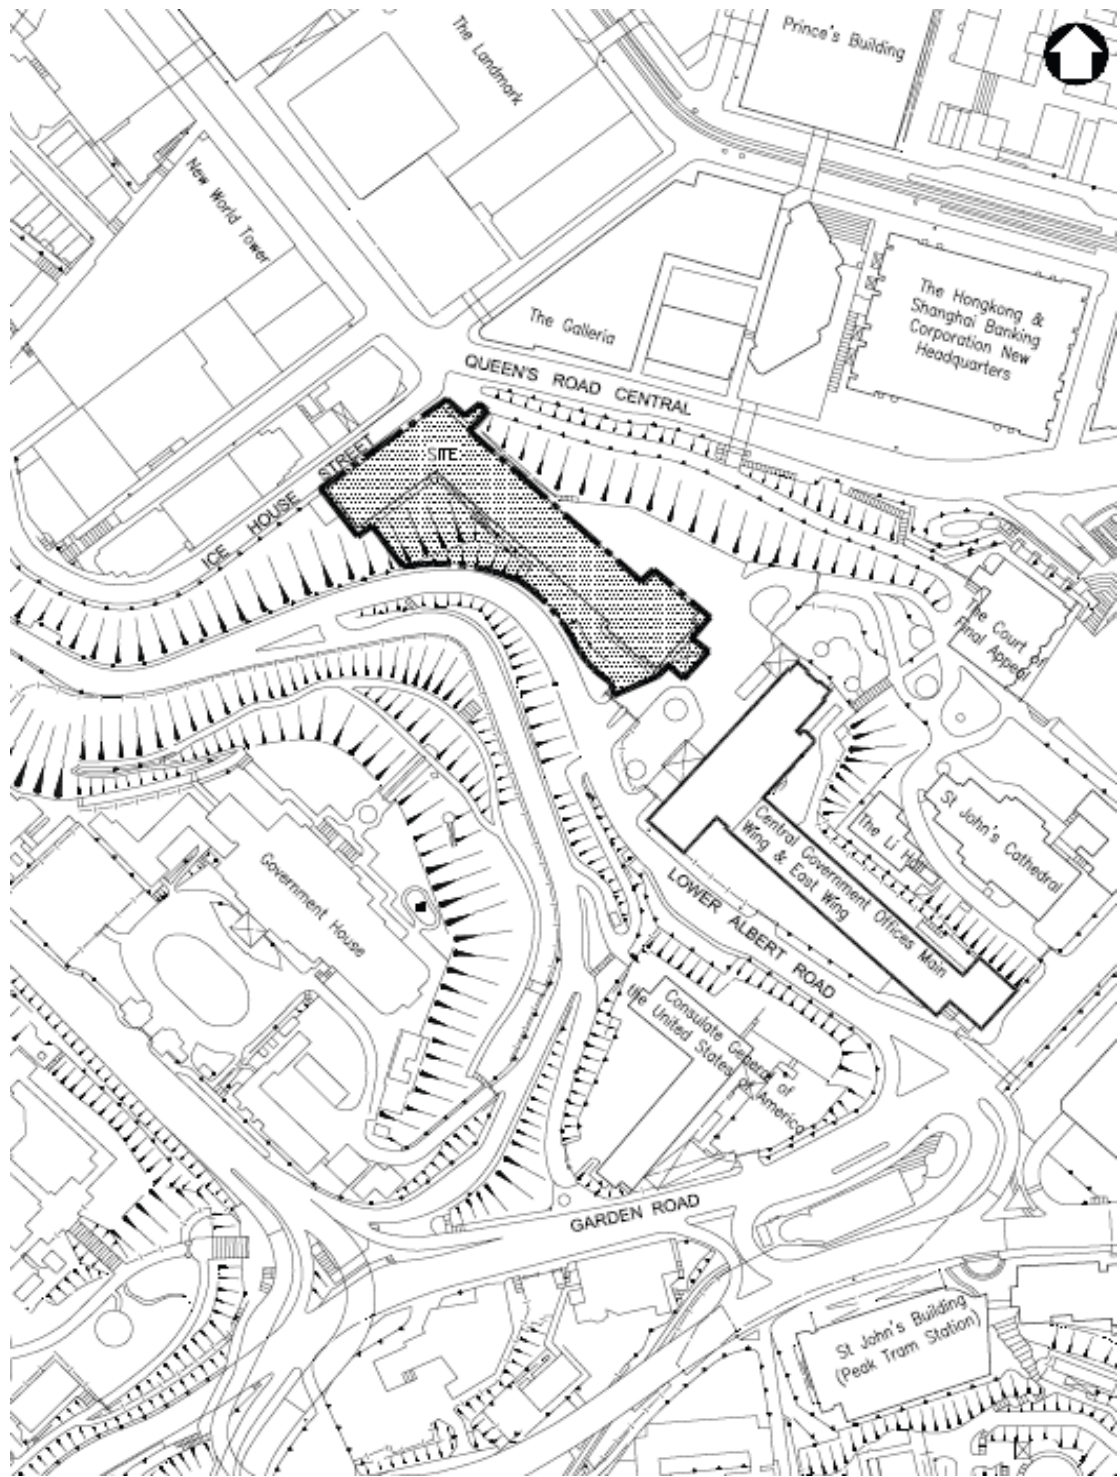 Prince's Building
The Landmark
New World Tower
The Hongkong &
Shanghai Banking
Corporation New
Headquarters
The Galleria
QUEEN'S ROAD CENTRAL
SITE
ICE HOUSE STREET
The Court of
Final Appeal
St John's Cathedral
The Li Hall
Central Government Offices Main
Wing & East Wing
Government House
LOWER ALBERT ROAD
Consulate General of
the United States of America
GARDEN ROAD
St John's Building
(Peak Tram Station)